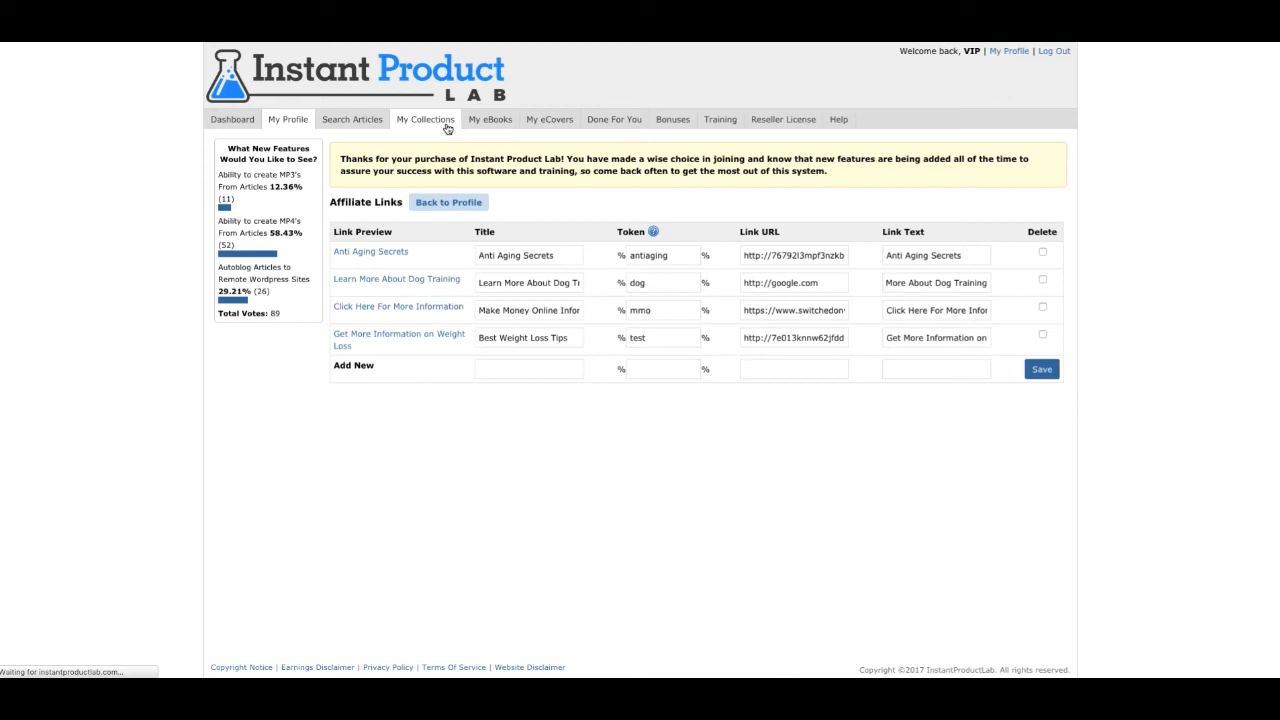 Welcome back, VIP | My Profile | Log Out
Instant Product
LAB
Dashboard My Profile Search Articles My Collections My eBooks My eCovers Done For You Bonuses Training Reseller License Help
What New Features
Would You Like to See?
Ability to create MP3's
From Articles 12.36%
(11)
Ability to create MP4's
From Articles 58.43%
(52)
Autoblog Articles to
Remote Wordpress Sites
29.21% (26)
Total Votes: 89
Thanks for your purchase of Instant Product Lab! You have made a wise choice in joining and know that new features are being added all of the time to
assure your success with this software and training, so come back often to get the most out of this system.
Affiliate Links Back to Profile
Link Preview Title Token ? Link URL Link Text Delete
Anti Aging Secrets Anti Aging Secrets % antiaging % http://76792l3mpf3nzkb Anti Aging Secrets
Learn More About Dog Training Learn More About Dog Tr % dog % http://google.com More About Dog Training
Click Here For More Information Make Money Online Infor % mmo % https://www.switchedon Click Here For More Infor
Get More Information on Weight
Loss Best Weight Loss Tips % test % http://7e013knnw62jfdd Get More Information on
Add New % % Save
Waiting for instantproductlab.com...
Copyright Notice | Earnings Disclaimer | Privacy Policy | Terms Of Service | Website Disclaimer
Copyright ©2017 InstantProductLab. All rights reserved.